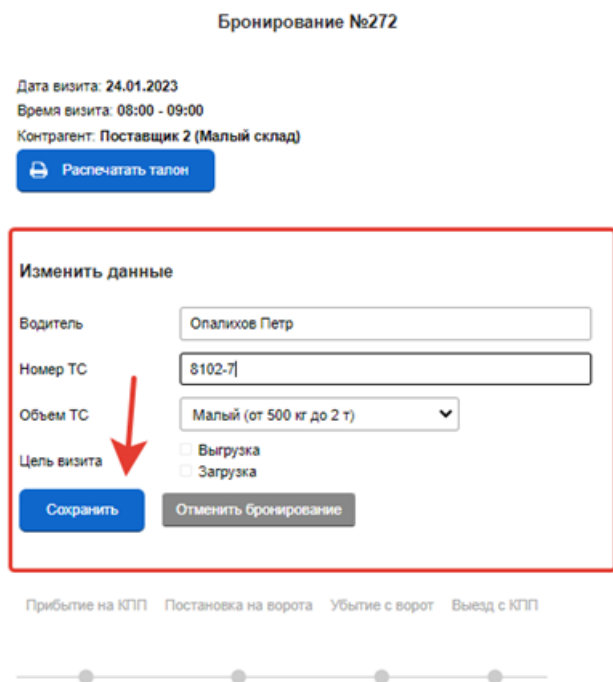 Бронирование №272
Дата визита: 24.01.2023
Время визита: 08:00 - 09:00
Контрагент: Поставщик 2 (Малый склад)
Распечатать талон
Изменить данные
Водитель Опалихов Петр
Номер ТС 8102-7
Объем ТС Малый (от 500 кг до 2 т)
Цель визита Выгрузка
Загрузка
Сохранить Отменить бронирование
Прибытие на КПП Постановка на ворота Убытие с ворот Выезд с КПП